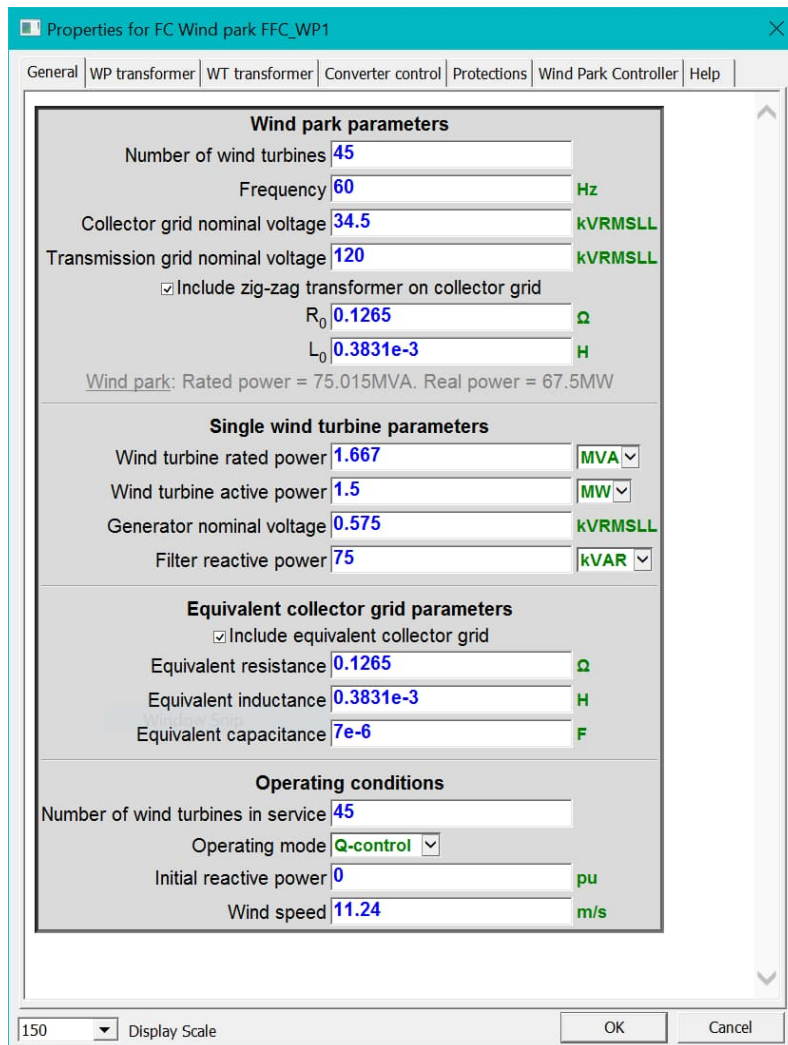 Properties for FC Wind park FFC_WP1
General WP transformer WT transformer Converter control Protections Wind Park Controller Help
Wind park parameters
Number of wind turbines 45
Frequency 60 Hz
Collector grid nominal voltage 34.5 kVRMSLL
Transmission grid nominal voltage 120 kVRMSLL
Include zig-zag transformer on collector grid
R0 0.1265 Ω
L0 0.3831e-3 H
Wind park: Rated power = 75.015MVA. Real power = 67.5MW
Single wind turbine parameters
Wind turbine rated power 1.667 MVA
Wind turbine active power 1.5 MW
Generator nominal voltage 0.575 kVRMSLL
Filter reactive power 75 kVAR
Equivalent collector grid parameters
Include equivalent collector grid
Equivalent resistance 0.1265 Ω
Equivalent inductance 0.3831e-3 H
Window Snip
Equivalent capacitance 7e-6 F
Operating conditions
Number of wind turbines in service 45
Operating mode Q-control
Initial reactive power 0 pu
Wind speed 11.24 m/s
150 Display Scale OK Cancel